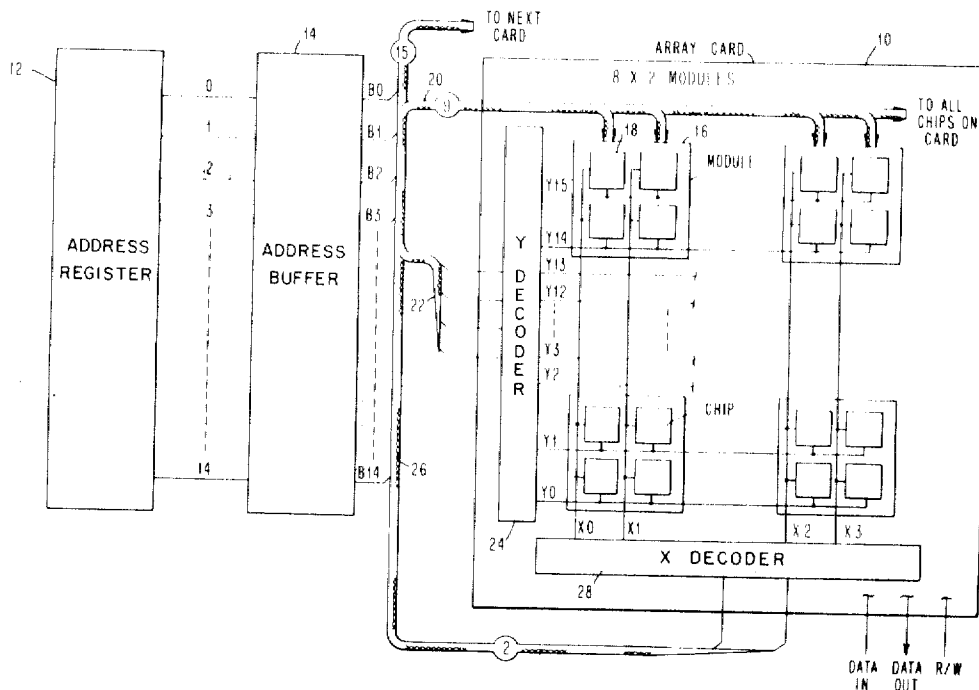 TO NEXT
CARD
ARRAY CARD
10
12
14
15
8 X 2 MODULES
0
B0
20
9
TO ALL
CHIPS ON
CARD
1
B1
18
16
MODULE
2
B2
Y15
3
B3
Y14
ADDRESS
REGISTER
ADDRESS
BUFFER
Y DECODER
Y13
22
Y12
Y3
Y2
CHIP
Y1
14
B14
26
Y0
24
X0
X1
X2
X3
X DECODER
28
2
DATA
IN
DATA
OUT
R/W